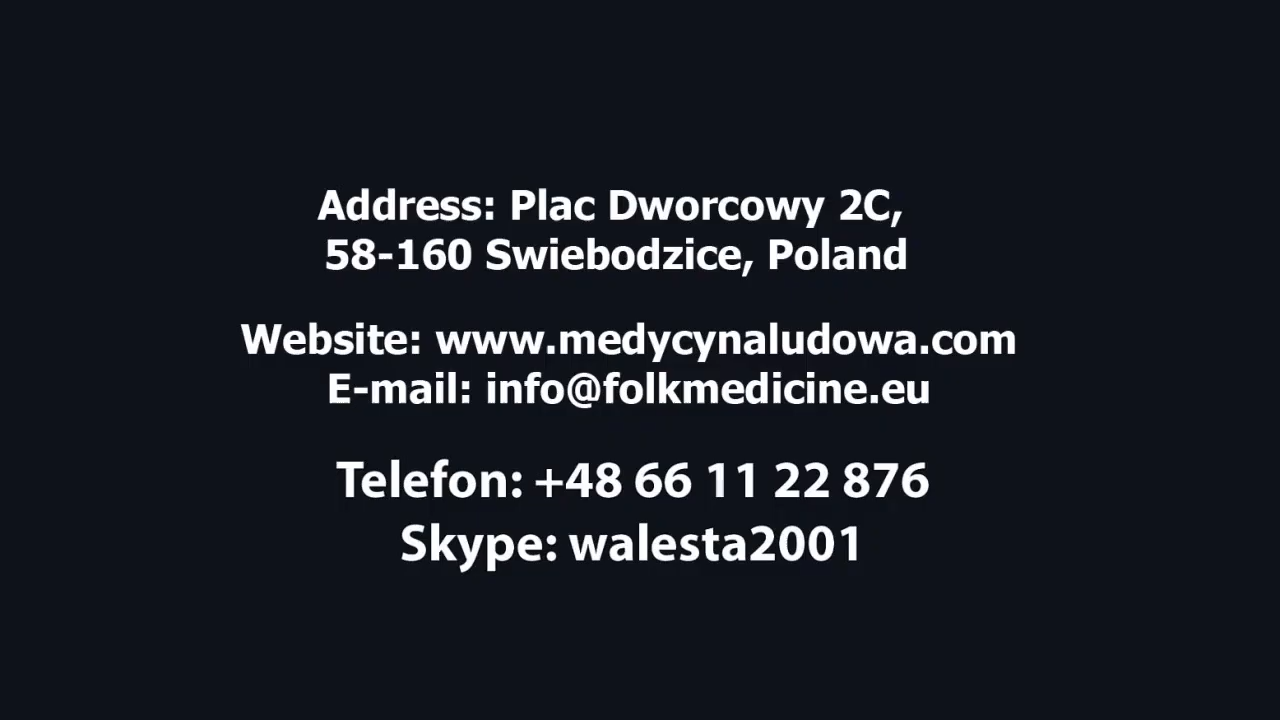 Address: Plac Dworcowy 2C,
58-160 Swiebodzice, Poland
Website: www.medycynaludowa.com
E-mail: info@folkmedicine.eu
Telefon: +48 66 11 22 876
Skype: walesta2001